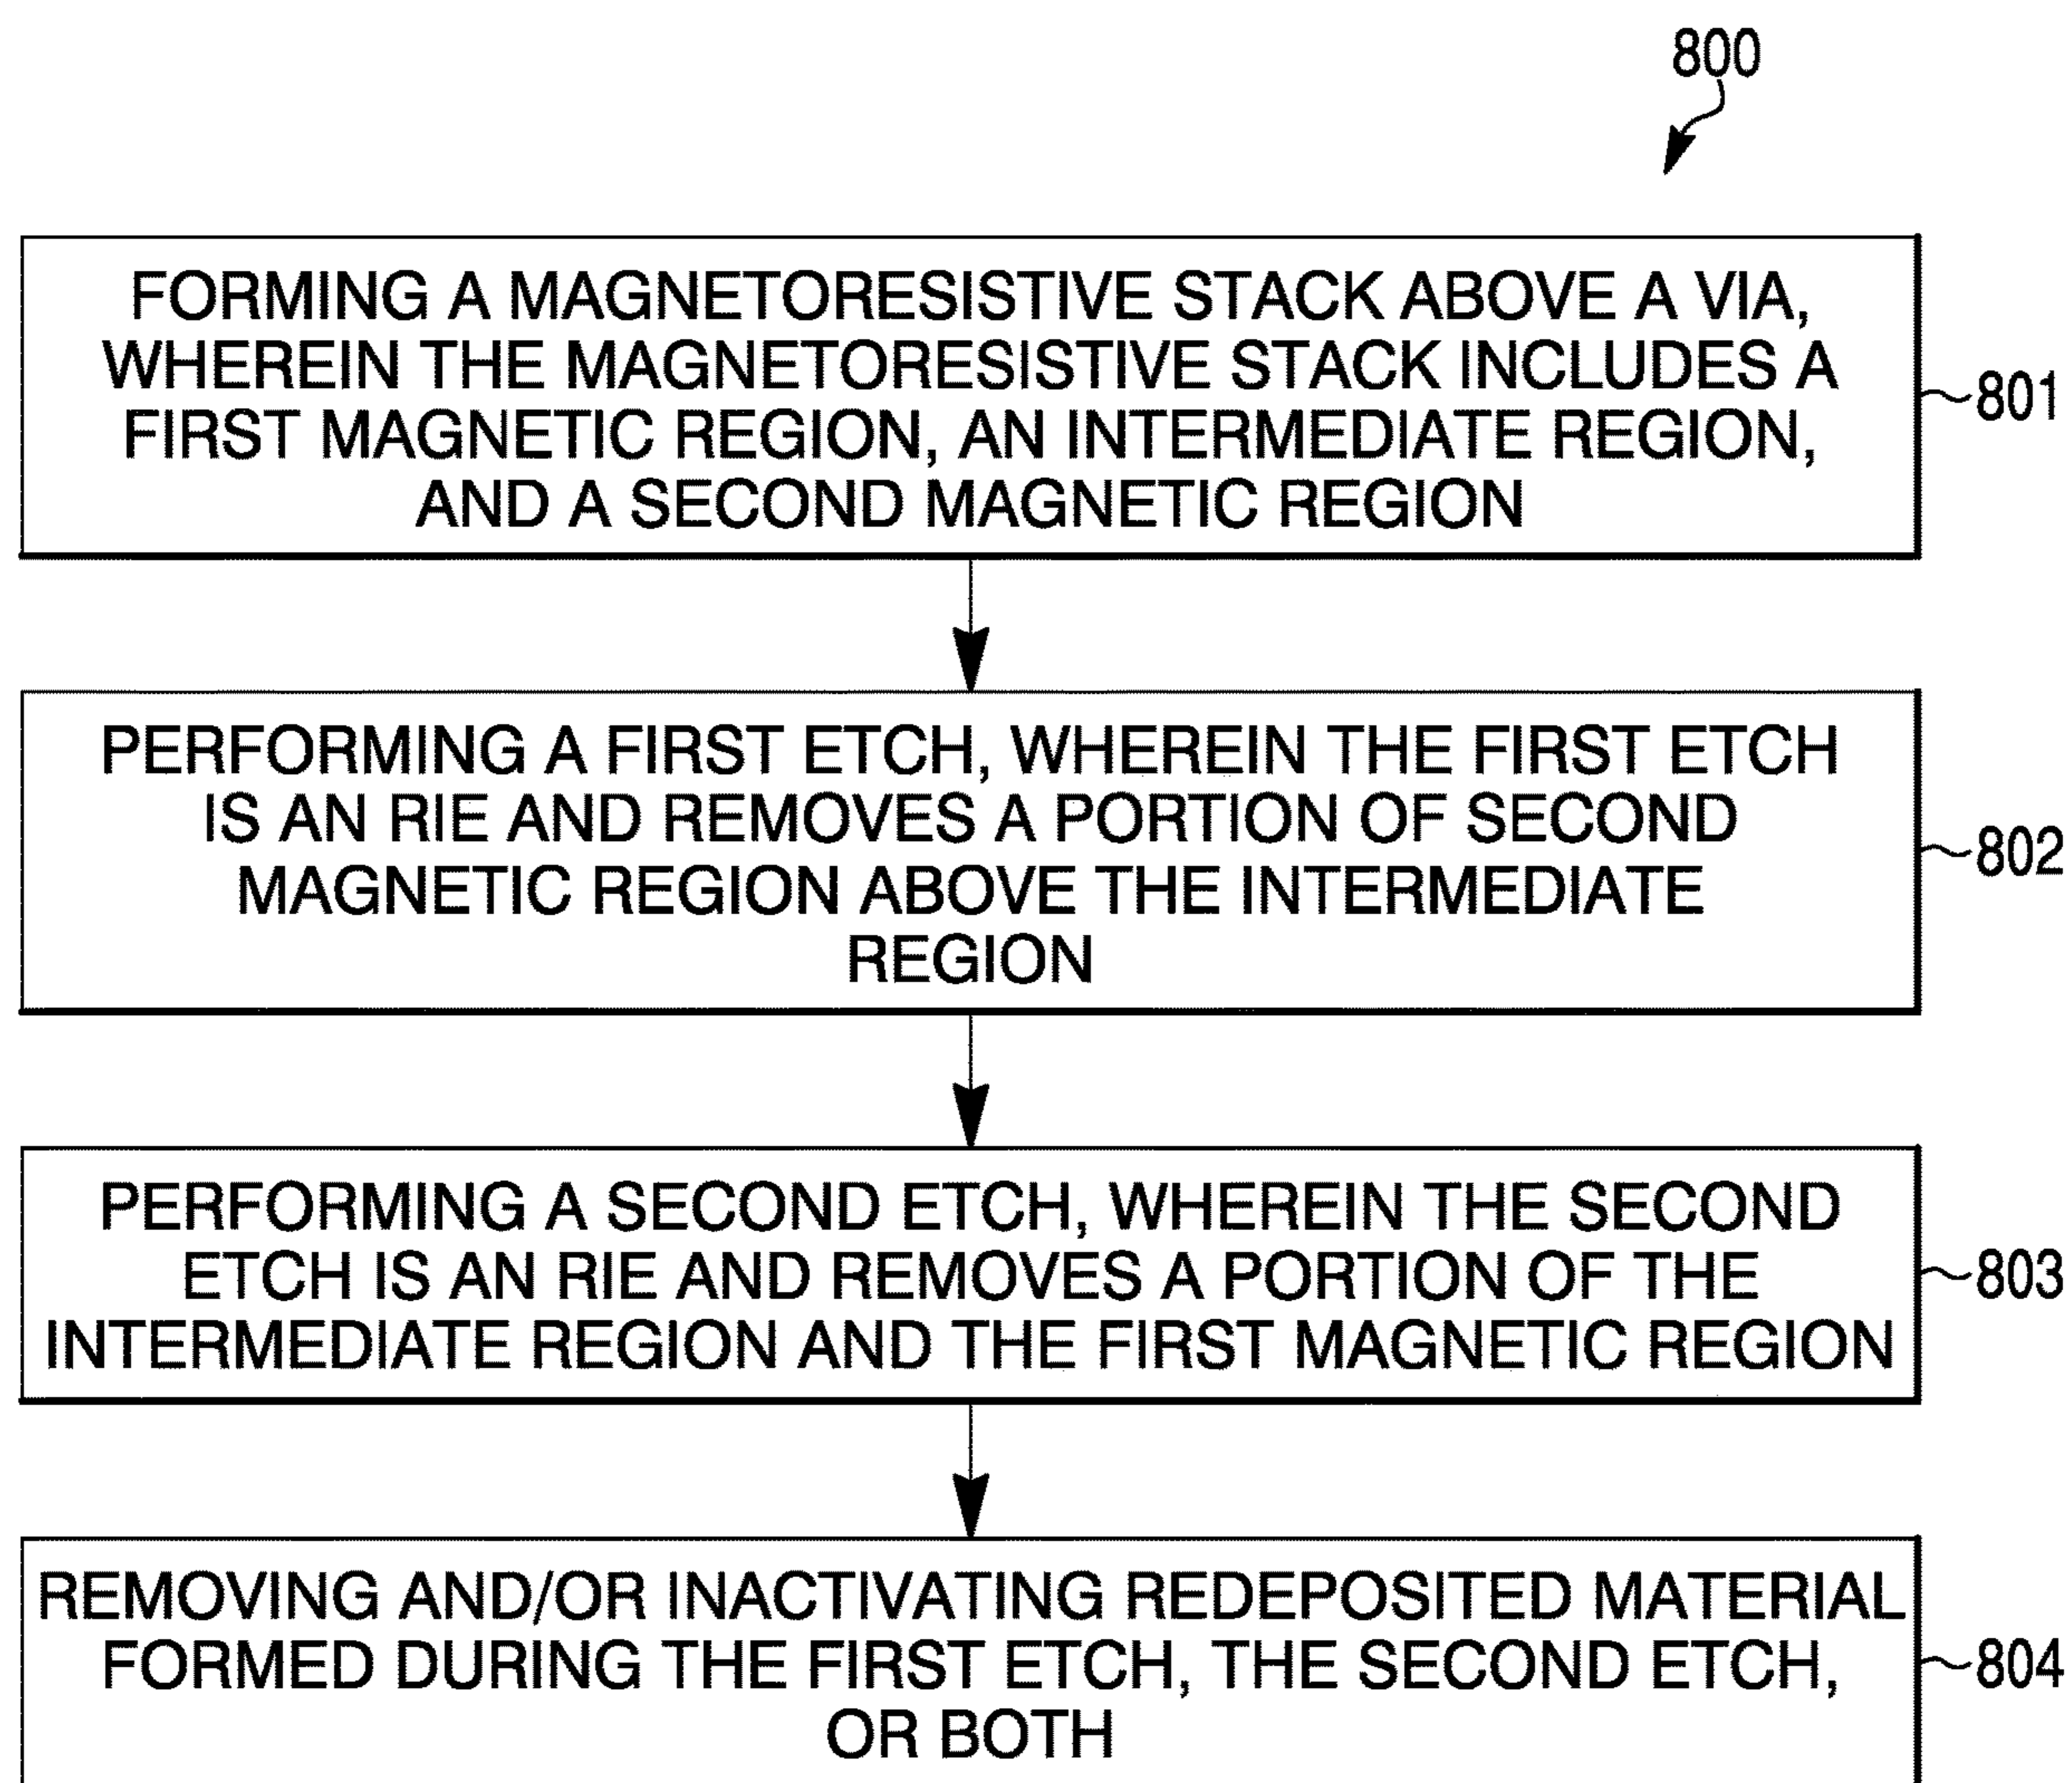 800
FORMING A MAGNETORESISTIVE STACK ABOVE A VIA,
WHEREIN THE MAGNETORESISTIVE STACK INCLUDES A
FIRST MAGNETIC REGION, AN INTERMEDIATE REGION,
AND A SECOND MAGNETIC REGION
801
PERFORMING A FIRST ETCH, WHEREIN THE FIRST ETCH
IS AN RIE AND REMOVES A PORTION OF SECOND
MAGNETIC REGION ABOVE THE INTERMEDIATE
REGION
802
PERFORMING A SECOND ETCH, WHEREIN THE SECOND
ETCH IS AN RIE AND REMOVES A PORTION OF THE
INTERMEDIATE REGION AND THE FIRST MAGNETIC REGION
803
REMOVING AND/OR INACTIVATING REDEPOSITED MATERIAL
FORMED DURING THE FIRST ETCH, THE SECOND ETCH,
OR BOTH
804